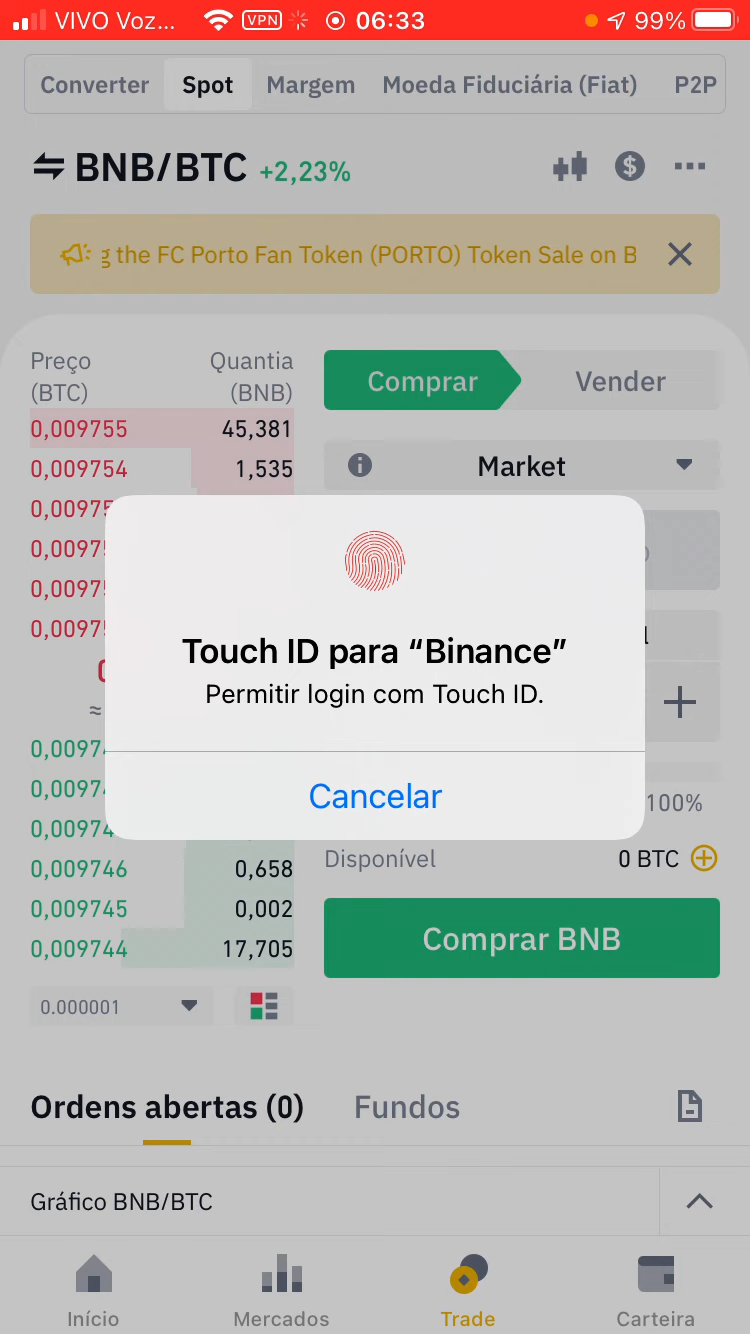 VIVO Voz... VPN 06:33 99%
Converter Spot Margem Moeda Fiduciária (Fiat) P2P
BNB/BTC +2,23%
g the FC Porto Fan Token (PORTO) Token Sale on B
Preço Quantia
(BTC) (BNB)
Comprar Vender
0,009755 45,381
0,009754 1,535
Market
Touch ID para “Binance”
Permitir login com Touch ID.
Cancelar
100%
0,009746 0,658
Disponível 0 BTC
0,009745 0,002
0,009744 17,705
Comprar BNB
0.000001
Ordens abertas (0) Fundos
Gráfico BNB/BTC
Início Mercados Trade Carteira